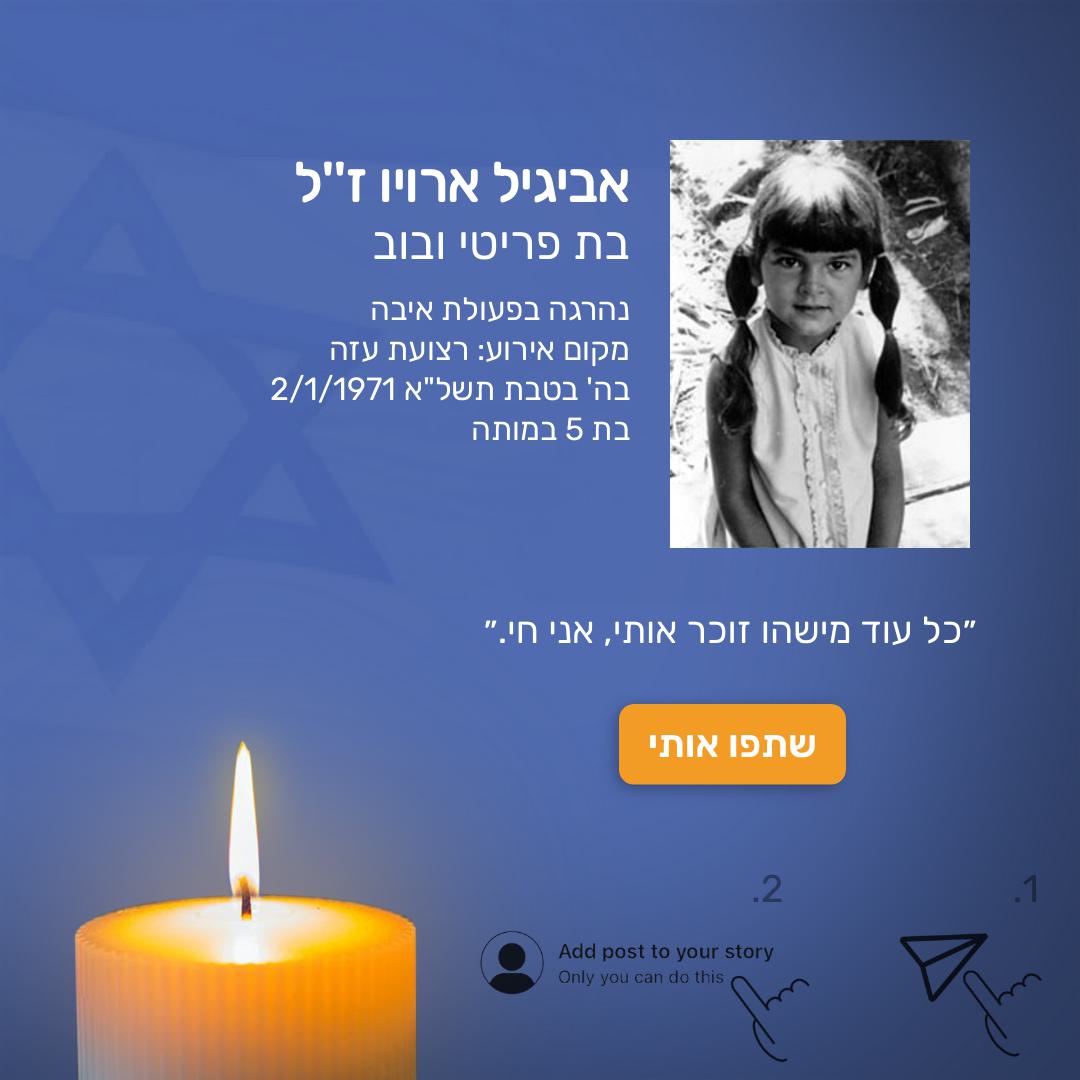 אביגיל ארויו ז"ל
בת פריטי ובוב
נהרגה בפעולת איבה
מקום אירוע: רצועת עזה
בה' בטבת תשל"א 2/1/1971
בת 5 במותה
״כל עוד מישהו זוכר אותי, אני חי.״
שתפו אותי
1.
2.
Add post to your story
Only you can do this